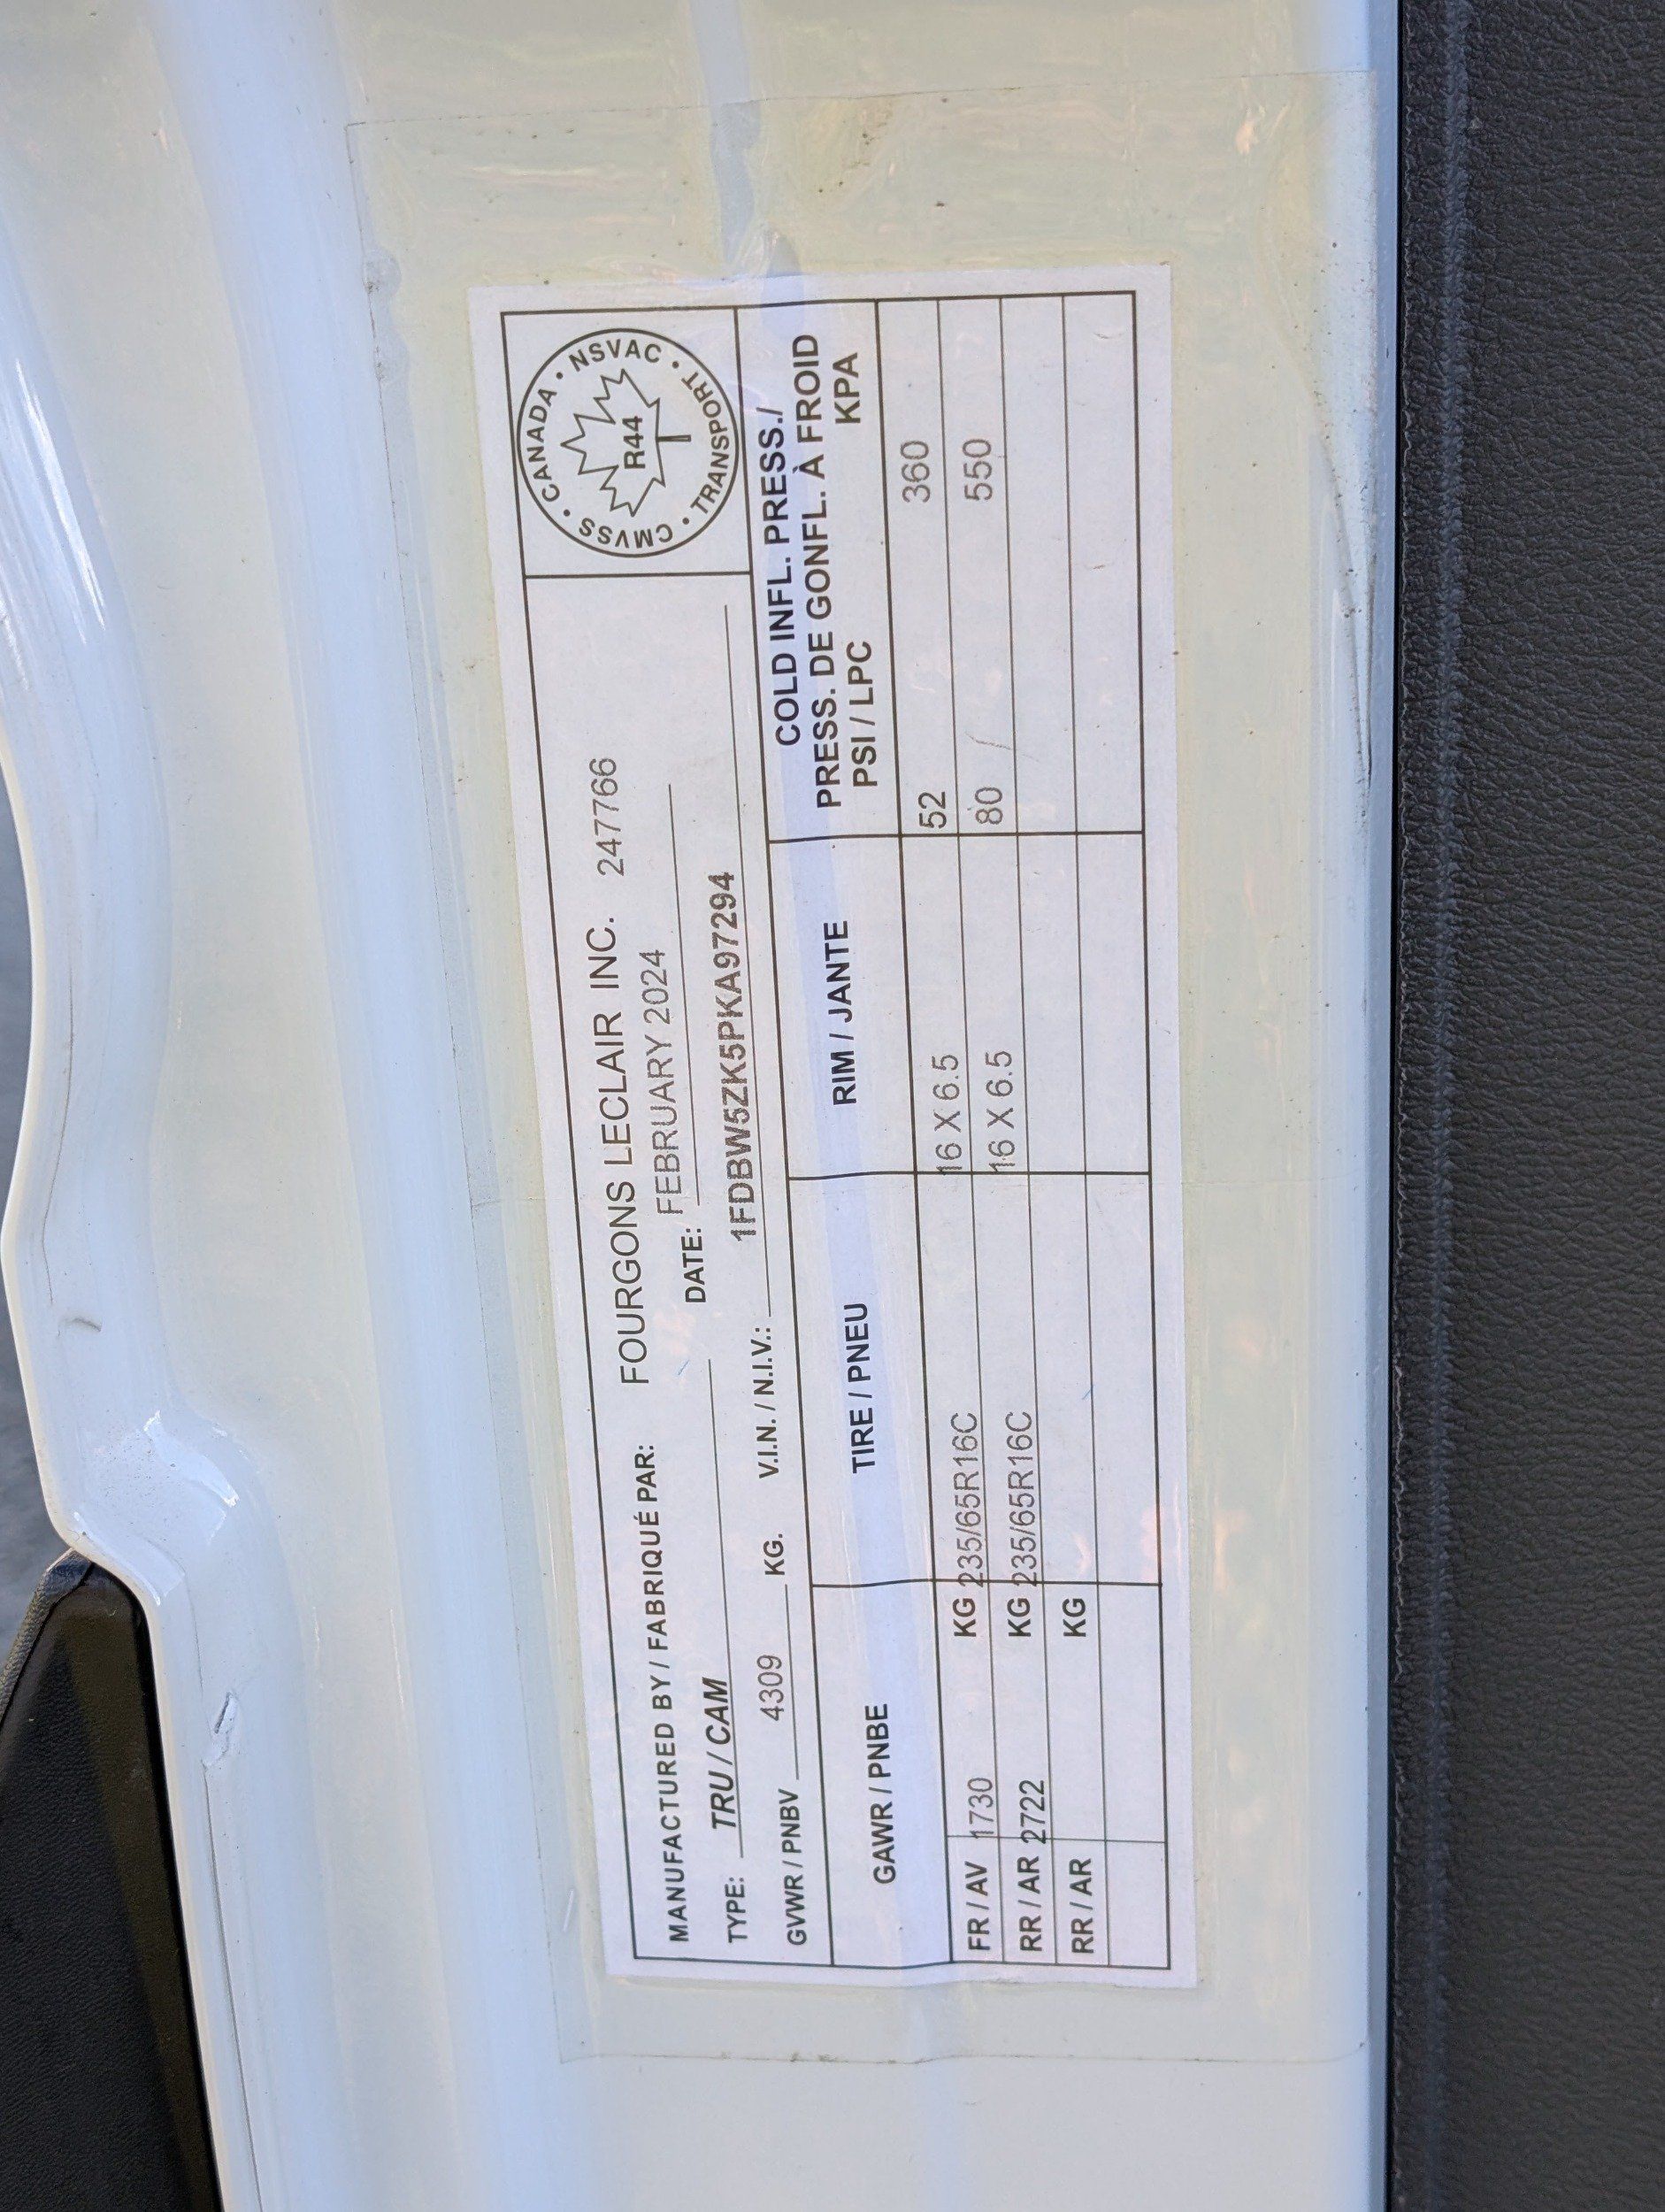 MANUFACTURED BY / FABRIQUÉ PAR: FOURGONS LECLAIR INC. 247766
TYPE: TRU / CAM DATE: FEBRUARY 2024
GVWR / PNBV 4309 KG. V.I.N. / N.I.V.: 1FDBW5ZK5PKA97294
CANADA • NSVAC • TRANSPORT • CMVSS •
R44
GAWR / PNBE TIRE / PNEU RIM / JANTE COLD INFL. PRESS./
PRESS. DE GONFL. À FROID
PSI / LPC KPA
FR / AV 1730 KG 235/65R16C 16 X 6.5 52 360
RR / AR 2722 KG 235/65R16C 16 X 6.5 80 550
RR / AR KG